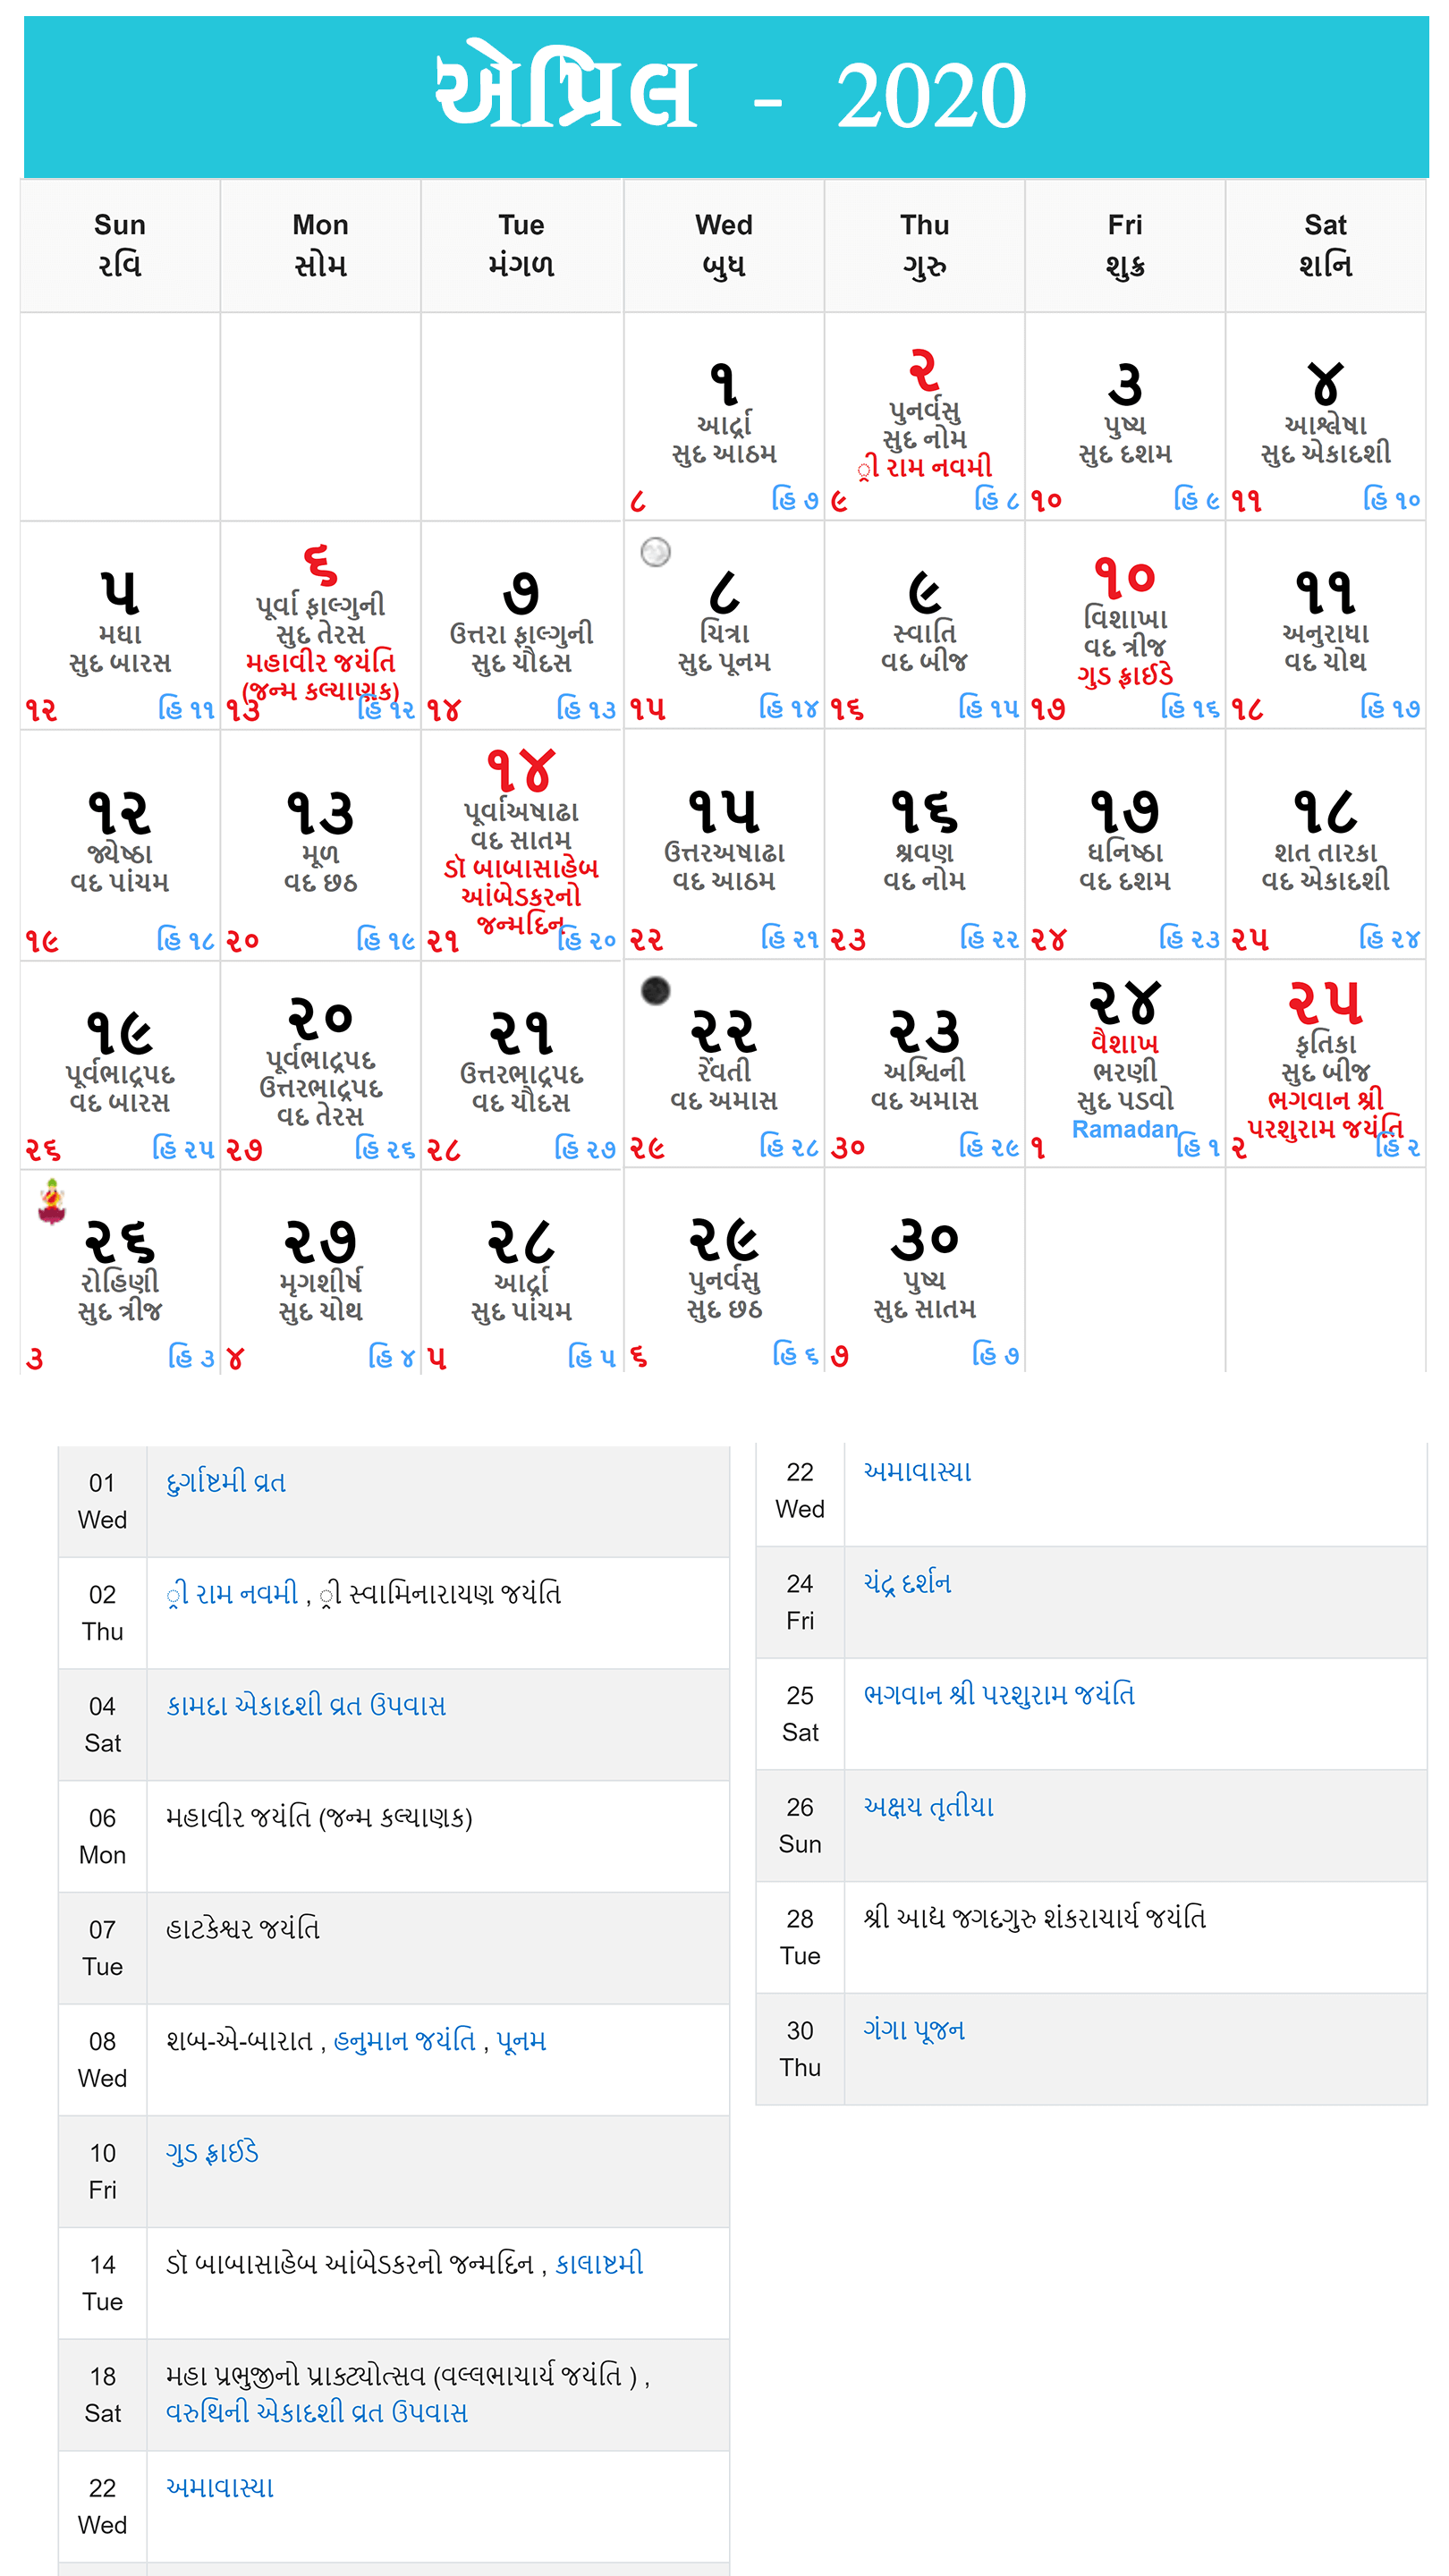 એપ્રિલ - 2020
Sun Mon Tue Wed Thu Fri Sat
રવિ સોમ મંગળ બુધ ગુરુ શુક્ર શનિ
૧
આર્દ્રા
સુદ આઠમ
૮ હિ ૭
૨
પુનર્વસુ
સુદ નોમ
્રી રામ નવમી
૯ હિ ૮
૩
પુષ્ય
સુદ દશમ
૧૦ હિ ૯
૪
આશ્લેષા
સુદ એકાદશી
૧૧ હિ ૧૦
૫
મઘા
સુદ બારસ
૧૨ હિ ૧૧
૬
પૂર્વા ફાલ્ગુની
સુદ તેરસ
મહાવીર જયંતિ
(જન્મ કલ્યાણક)
૧૩ હિ ૧૨
૭
ઉત્તરા ફાલ્ગુની
સુદ ચૌદસ
૧૪ હિ ૧૩
૮
ચિત્રા
સુદ પૂનમ
૧૫ હિ ૧૪
૯
સ્વાતિ
વદ બીજ
૧૬ હિ ૧૫
૧૦
વિશાખા
વદ ત્રીજ
ગુડ ફ્રાઈડે
૧૭ હિ ૧૬
૧૧
અનુરાધા
વદ ચોથ
૧૮ હિ ૧૭
૧૨
જ્યેષ્ઠા
વદ પાંચમ
૧૯ હિ ૧૮
૧૩
મૂળ
વદ છઠ
૨૦ હિ ૧૯
૧૪
પૂર્વાઅષાઢા
વદ સાતમ
ડૉ બાબાસાહેબ
આંબેડકરનો
જન્મદિન
૨૧ હિ ૨૦
૧૫
ઉત્તરઅષાઢા
વદ આઠમ
૨૨ હિ ૨૧
૧૬
શ્રવણ
વદ નોમ
૨૩ હિ ૨૨
૧૭
ધનિષ્ઠા
વદ દશમ
૨૪ હિ ૨૩
૧૮
શત તારકા
વદ એકાદશી
૨૫ હિ ૨૪
૧૯
પૂર્વભાદ્રપદ
વદ બારસ
૨૬ હિ ૨૫
૨૦
પૂર્વભાદ્રપદ
ઉત્તરભાદ્રપદ
વદ તેરસ
૨૭ હિ ૨૬
૨૧
ઉત્તરભાદ્રપદ
વદ ચૌદસ
૨૮ હિ ૨૭
૨૨
રેંવતી
વદ અમાસ
૨૯ હિ ૨૮
૨૩
અશ્વિની
વદ અમાસ
૩૦ હિ ૨૯
૨૪
વૈશાખ
ભરણી
સુદ પડવો
Ramadan
૧ હિ ૧
૨૫
કૃતિકા
સુદ બીજ
ભગવાન શ્રી
પરશુરામ જયંતિ
૨ હિ ૨
૨૬
રોહિણી
સુદ ત્રીજ
૩ હિ ૩
૨૭
મૃગશીર્ષ
સુદ ચોથ
૪ હિ ૪
૨૮
આર્દ્રા
સુદ પાંચમ
૫ હિ ૫
૨૯
પુનર્વસુ
સુદ છઠ
૬ હિ ૬
૩૦
પુષ્ય
સુદ સાતમ
૭ હિ ૭
01 દુર્ગાષ્ટમી વ્રત
Wed
02 ્રી રામ નવમી , ્રી સ્વામિનારાયણ જયંતિ
Thu
04 કામદા એકાદશી વ્રત ઉપવાસ
Sat
06 મહાવીર જયંતિ (જન્મ કલ્યાણક)
Mon
07 હાટકેશ્વર જયંતિ
Tue
08 શબ-એ-બારાત , હનુમાન જયંતિ , પૂનમ
Wed
10 ગુડ ફ્રાઈડે
Fri
14 ડૉ બાબાસાહેબ આંબેડકરનો જન્મદિન , કાલાષ્ટમી
Tue
18 મહા પ્રભુજીનો પ્રાક્ટ્યોત્સવ (વલ્લભાચાર્ય જયંતિ ) ,
Sat વરુથિની એકાદશી વ્રત ઉપવાસ
22 અમાવાસ્યા
Wed
22 અમાવાસ્યા
Wed
24 ચંદ્ર દર્શન
Fri
25 ભગવાન શ્રી પરશુરામ જયંતિ
Sat
26 અક્ષય તૃતીયા
Sun
28 શ્રી આદ્ય જગદગુરુ શંકરાચાર્ય જયંતિ
Tue
30 ગંગા પૂજન
Thu